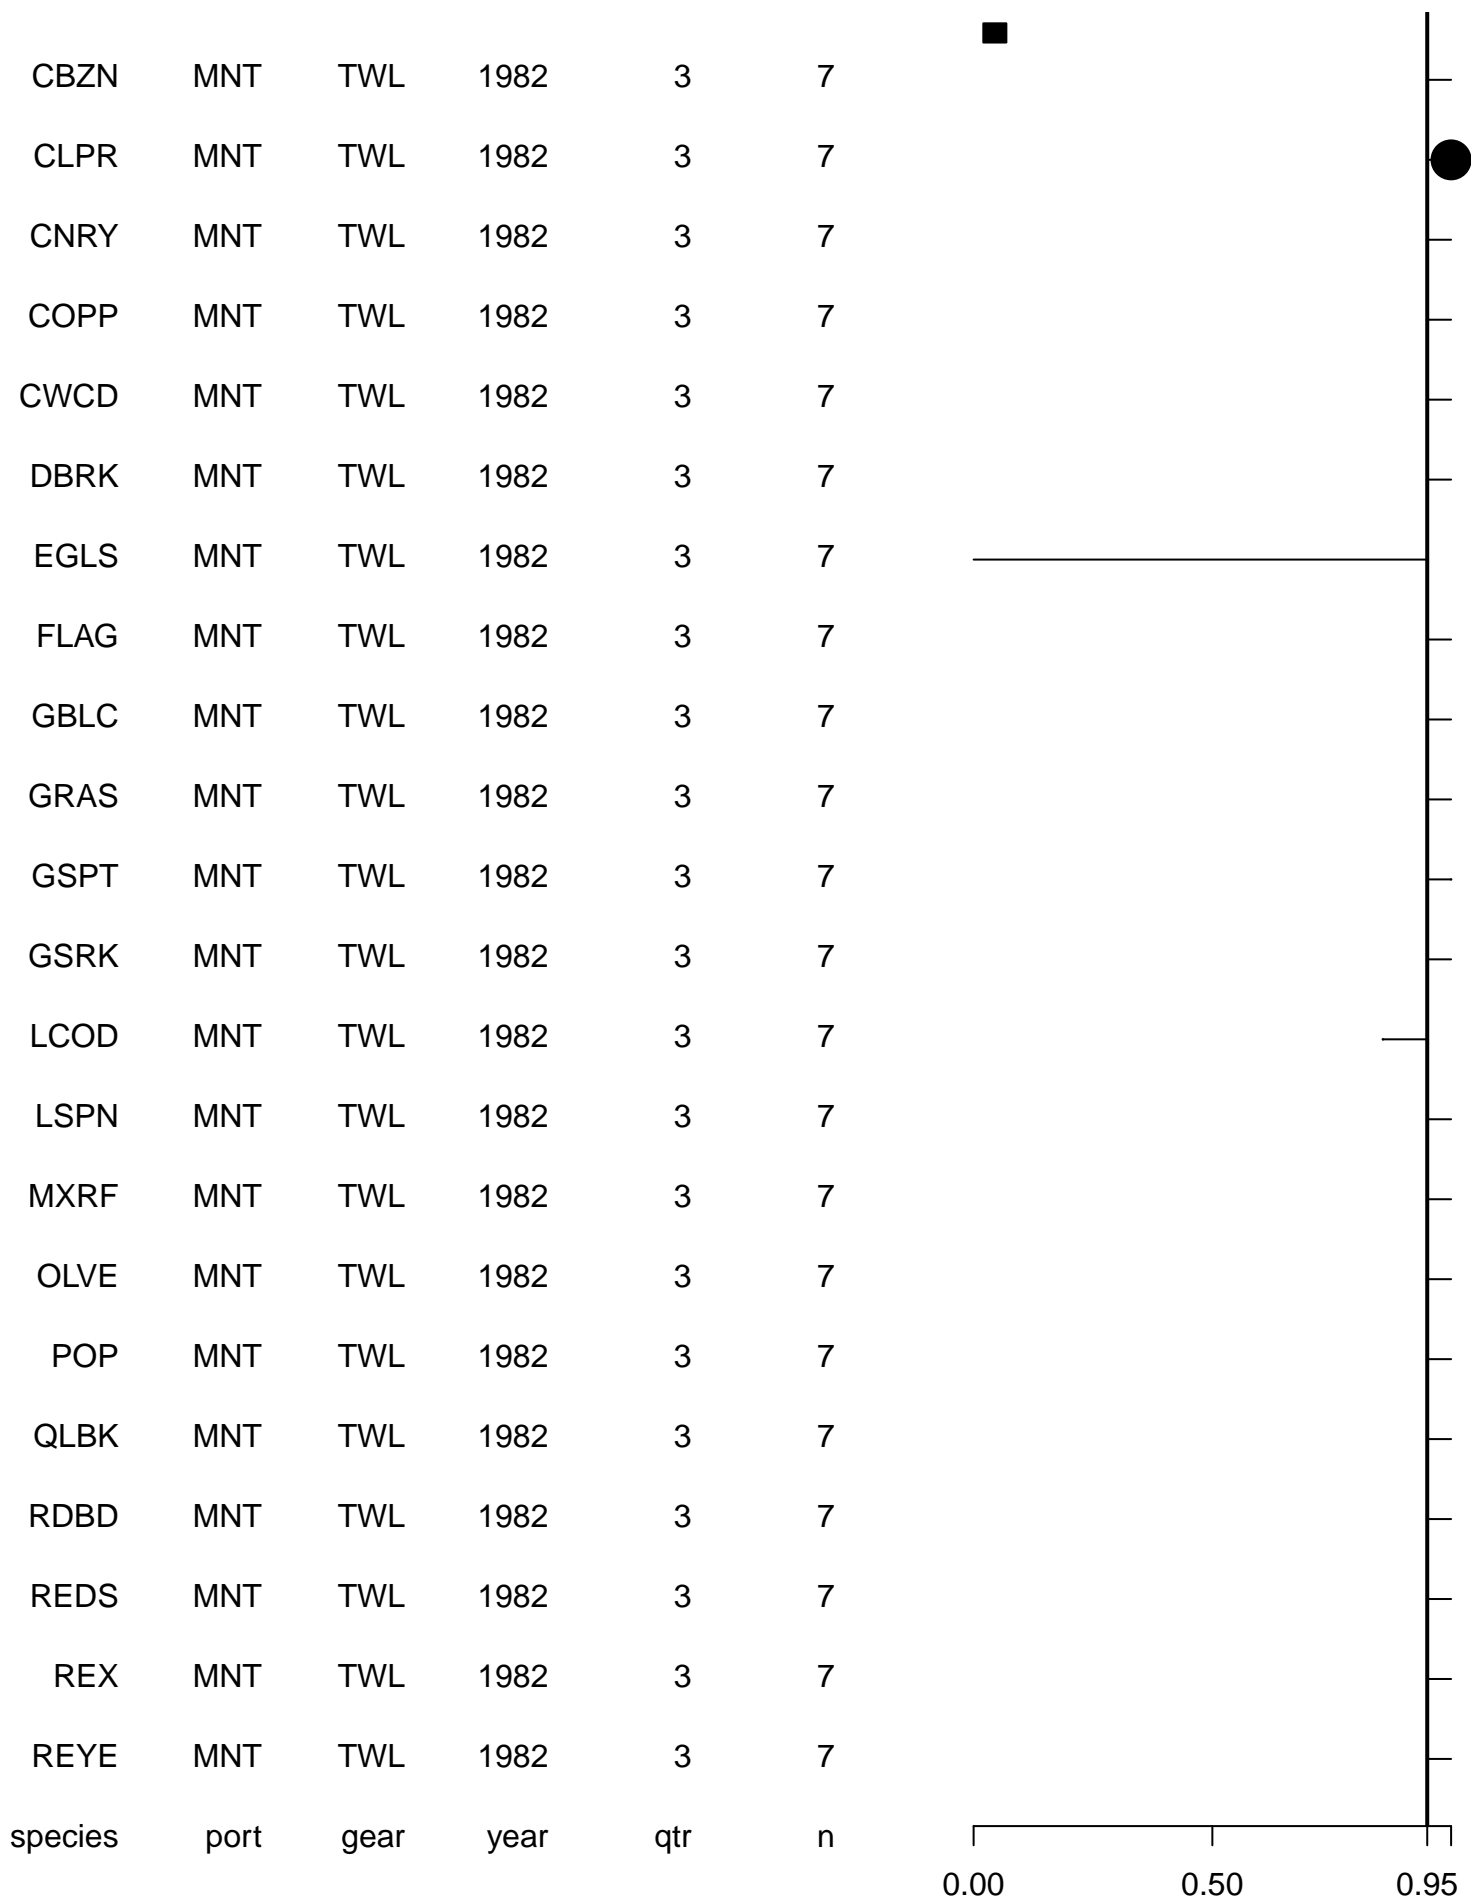 CBZN MNT TWL 1982 3 7
CLPR MNT TWL 1982 3 7
CNRY MNT TWL 1982 3 7
COPP MNT TWL 1982 3 7
CWCD MNT TWL 1982 3 7
DBRK MNT TWL 1982 3 7
EGLS MNT TWL 1982 3 7
FLAG MNT TWL 1982 3 7
GBLC MNT TWL 1982 3 7
GRAS MNT TWL 1982 3 7
GSPT MNT TWL 1982 3 7
GSRK MNT TWL 1982 3 7
LCOD MNT TWL 1982 3 7
LSPN MNT TWL 1982 3 7
MXRF MNT TWL 1982 3 7
OLVE MNT TWL 1982 3 7
POP MNT TWL 1982 3 7
QLBK MNT TWL 1982 3 7
RDBD MNT TWL 1982 3 7
REDS MNT TWL 1982 3 7
REX MNT TWL 1982 3 7
REYE MNT TWL 1982 3 7
species port gear year qtr n
0.00 0.50 0.95